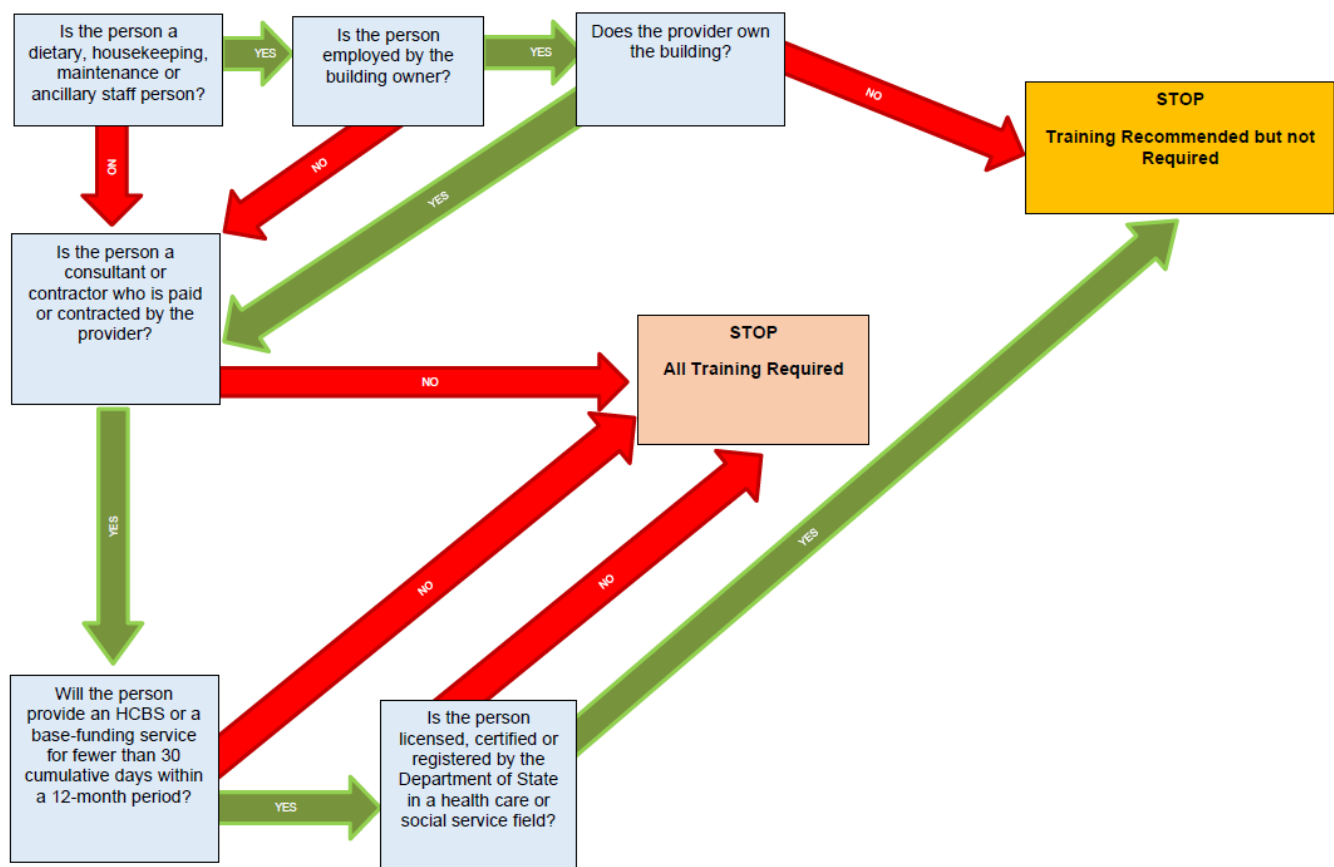 Is the person a
dietary, housekeeping,
maintenance or
ancillary staff person?
YES
Is the person
employed by the
building owner?
YES
Does the provider own
the building?
NO
STOP
Training Recommended but not
Required
NO
NO
YES
Is the person a
consultant or
contractor who is paid
or contracted by the
provider?
NO
STOP
All Training Required
YES
NO
NO
YES
Will the person
provide an HCBS or a
base-funding service
for fewer than 30
cumulative days within
a 12-month period?
YES
Is the person
licensed, certified or
registered by the
Department of State
in a health care or
social service field?